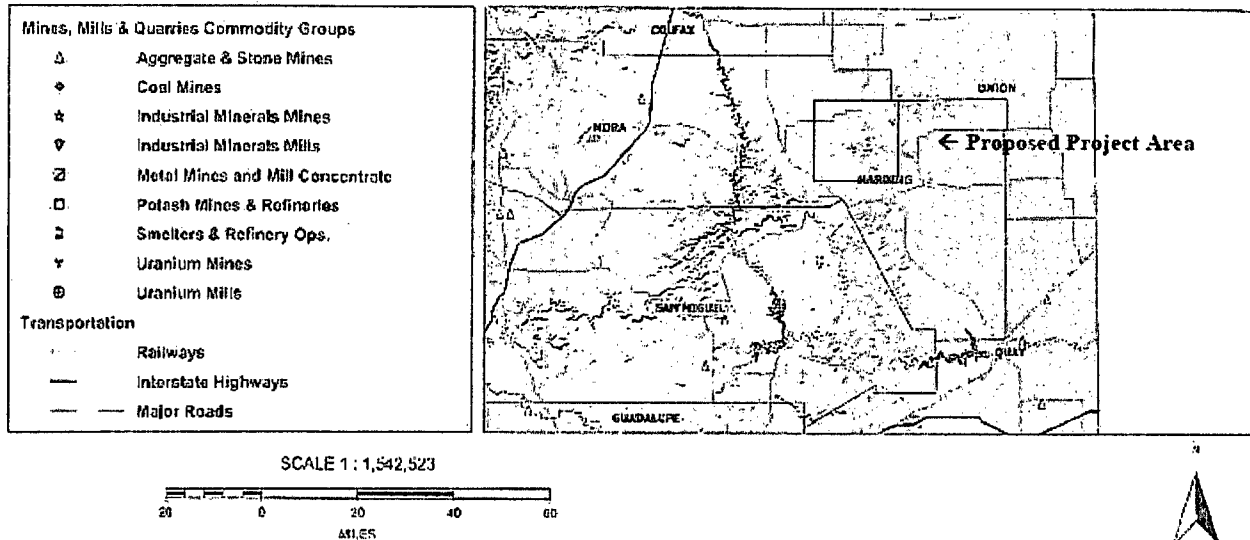 Mines, Mills & Quarries Commodity Groups
Aggregate & Stone Mines
Coal Mines
Industrial Minerals Mines
Industrial Minerals Mills
Metal Mines and Mill Concentrate
Potash Mines & Refineries
Smelters & Refinery Ops.
Uranium Mines
Uranium Mills
Transportation
Railways
Interstate Highways
Major Roads
COLFAX
UNION
MORA
← Proposed Project Area
HARDING
SAN MIGUEL
GUADALUPE
SCALE 1 : 1,542,523
20 0 20 40 60
MILES
N